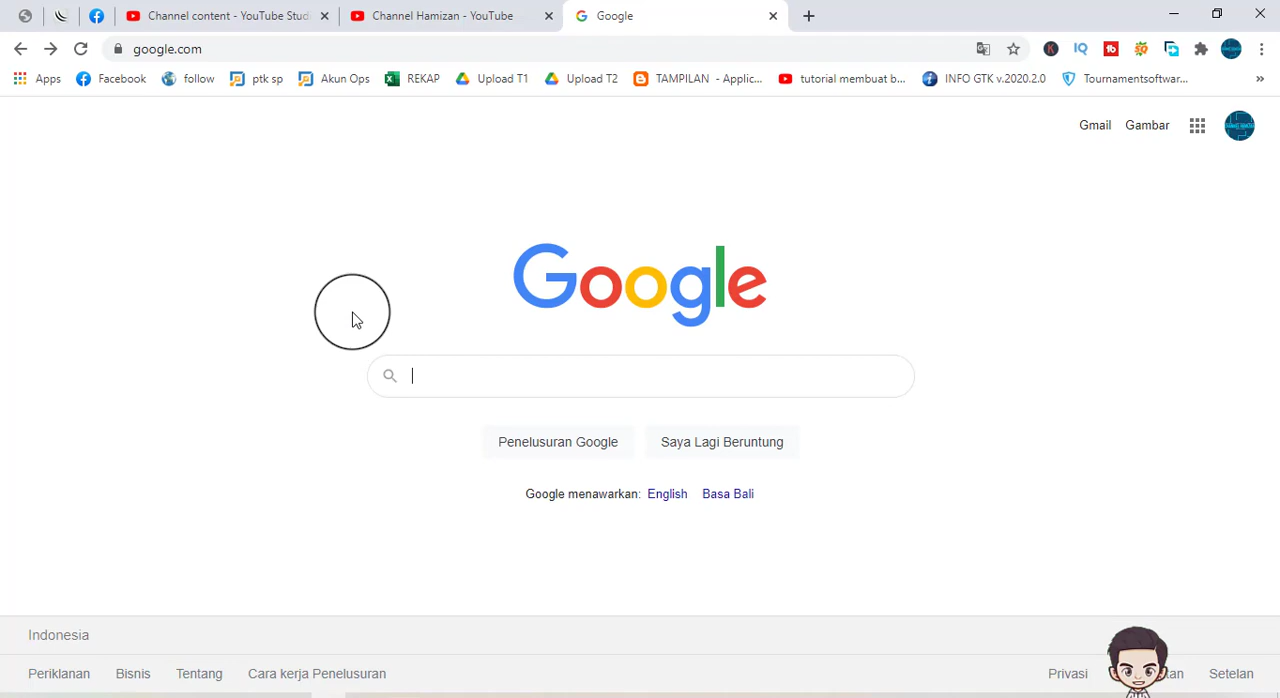 Channel content - YouTube Stud
Channel Hamizan - YouTube
Google
google.com
Apps
Facebook
follow
ptk sp
Akun Ops
REKAP
Upload T1
Upload T2
TAMPILAN - Applic...
tutorial membuat b...
INFO GTK v.2020.2.0
Tournamentsoftwar...
Gmail
Gambar
Google
Penelusuran Google
Saya Lagi Beruntung
Google menawarkan: English Basa Bali
Indonesia
Periklanan
Bisnis
Tentang
Cara kerja Penelusuran
Privasi
Setelan